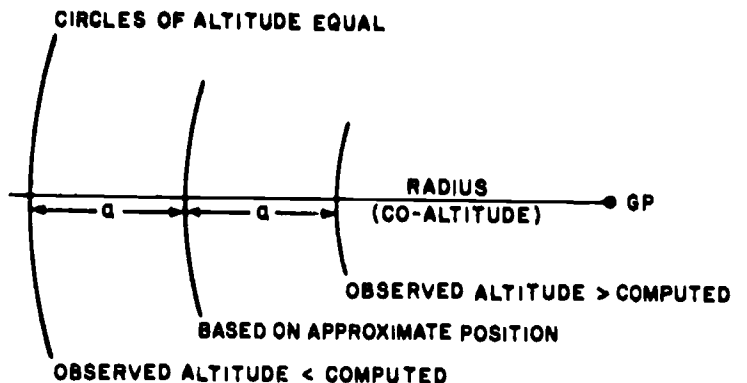 CIRCLES OF ALTITUDE EQUAL
RADIUS
(CO-ALTITUDE)
GP
a
a
OBSERVED ALTITUDE > COMPUTED
BASED ON APPROXIMATE POSITION
OBSERVED ALTITUDE < COMPUTED